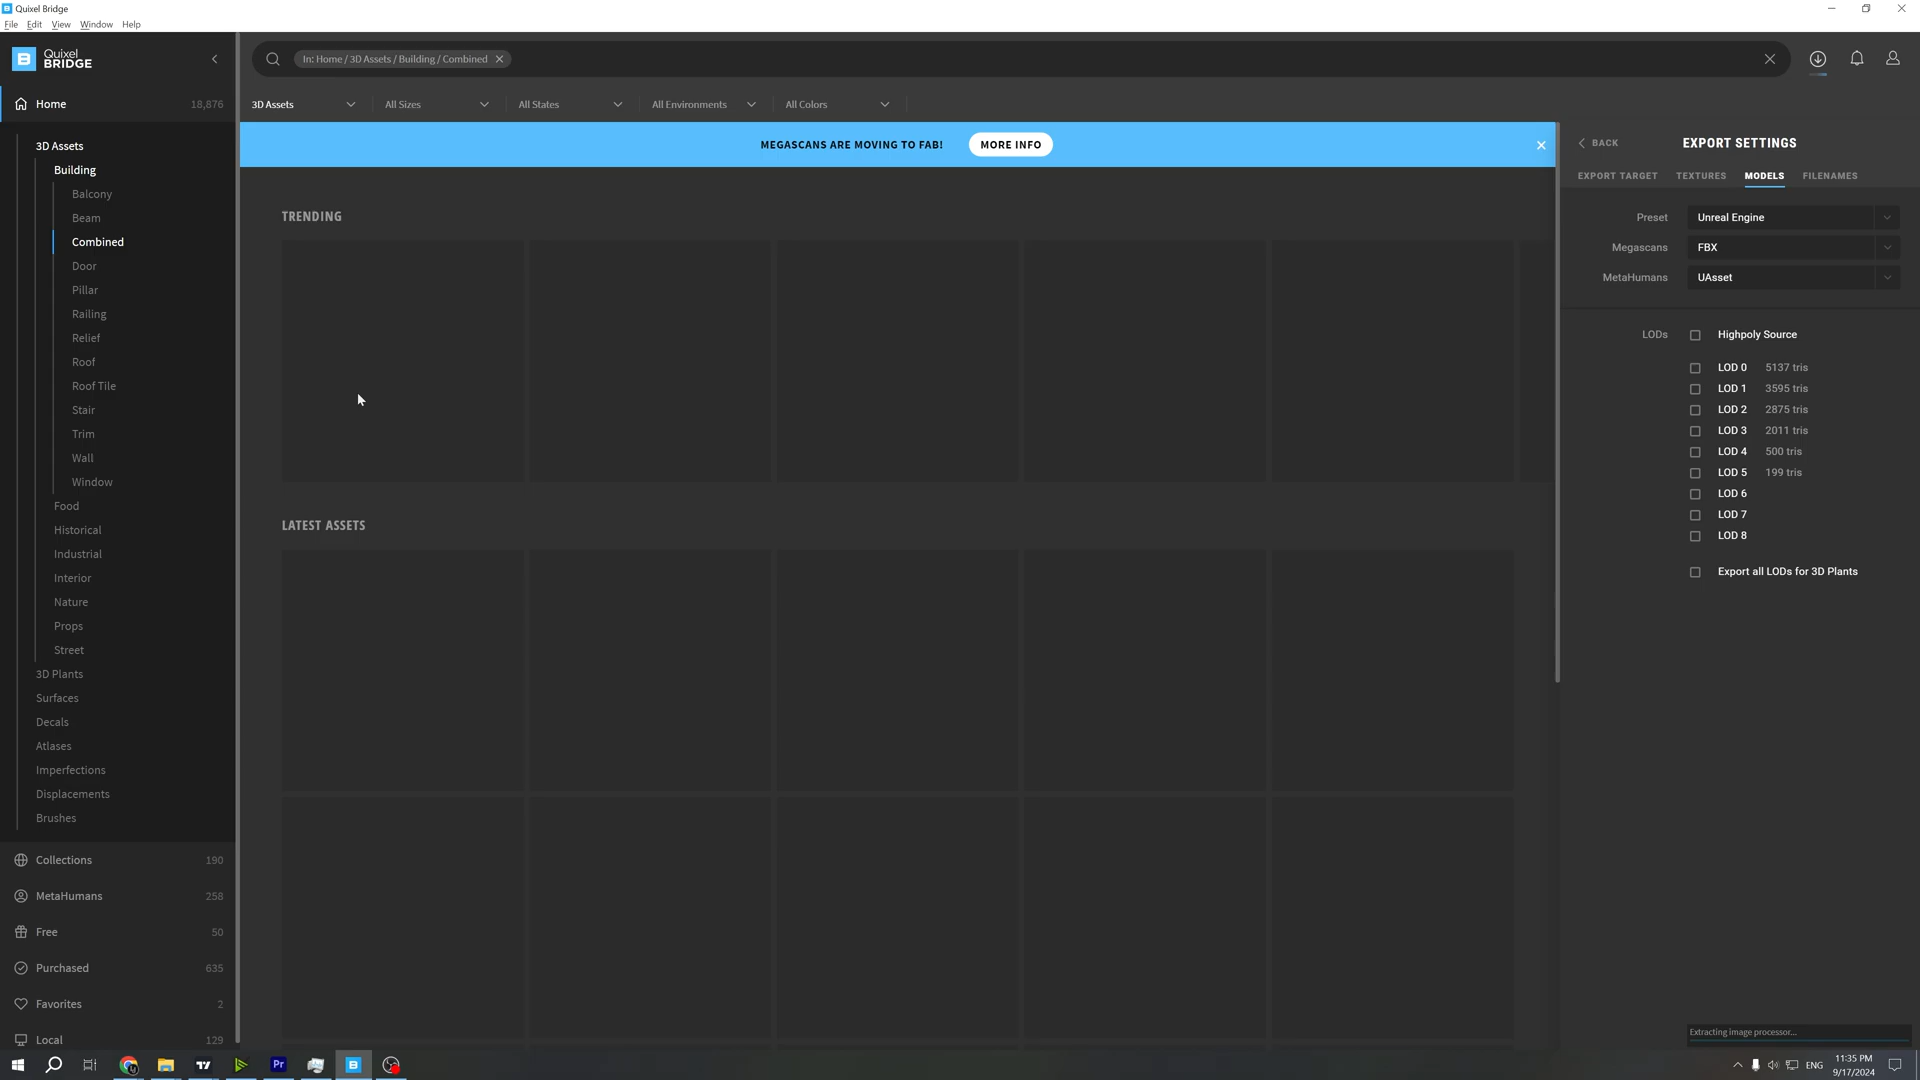 Quixel Bridge
File Edit View Window Help
Quixel
BRIDGE
In: Home / 3D Assets / Building / Combined
Home 18,876
3D Assets All Sizes All States All Environments All Colors
MEGASCANS ARE MOVING TO FAB! MORE INFO
3D Assets
Building
Balcony
Beam
Combined
Door
Pillar
Railing
Relief
Roof
Roof Tile
Stair
Trim
Wall
Window
Food
Historical
Industrial
Interior
Nature
Props
Street
3D Plants
Surfaces
Decals
Atlases
Imperfections
Displacements
Brushes
Collections 190
MetaHumans 258
Free 50
Purchased 635
Favorites 2
Local 129
TRENDING
LATEST ASSETS
BACK EXPORT SETTINGS
EXPORT TARGET TEXTURES MODELS FILENAMES
Preset Unreal Engine
Megascans FBX
MetaHumans UAsset
LODs Highpoly Source
LOD 0 5137 tris
LOD 1 3595 tris
LOD 2 2875 tris
LOD 3 2011 tris
LOD 4 500 tris
LOD 5 199 tris
LOD 6
LOD 7
LOD 8
Export all LODs for 3D Plants
Extracting image processor...
Pr
ENG
11:35 PM
9/17/2024